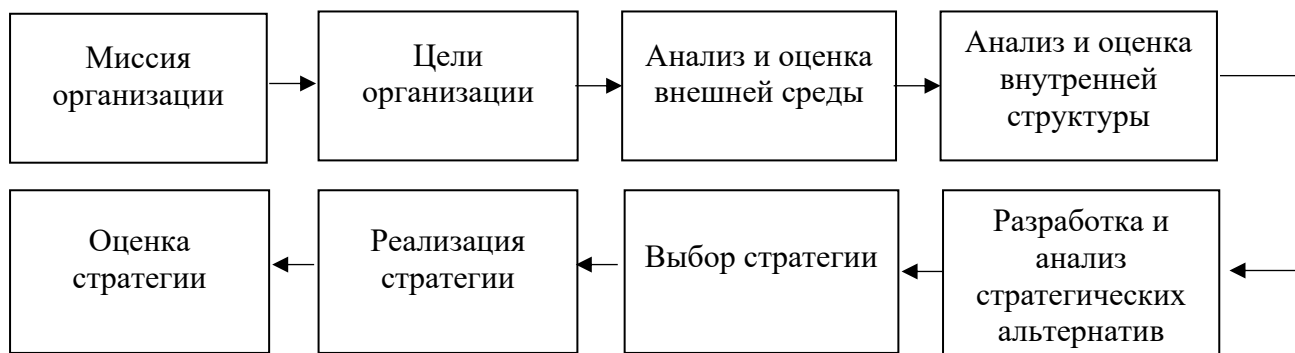 Миссия
организации
Цели
организации
Анализ и оценка
внешней среды
Анализ и оценка
внутренней
структуры
Разработка и
анализ
стратегических
альтернатив
Выбор стратегии
Реализация
стратегии
Оценка
стратегии